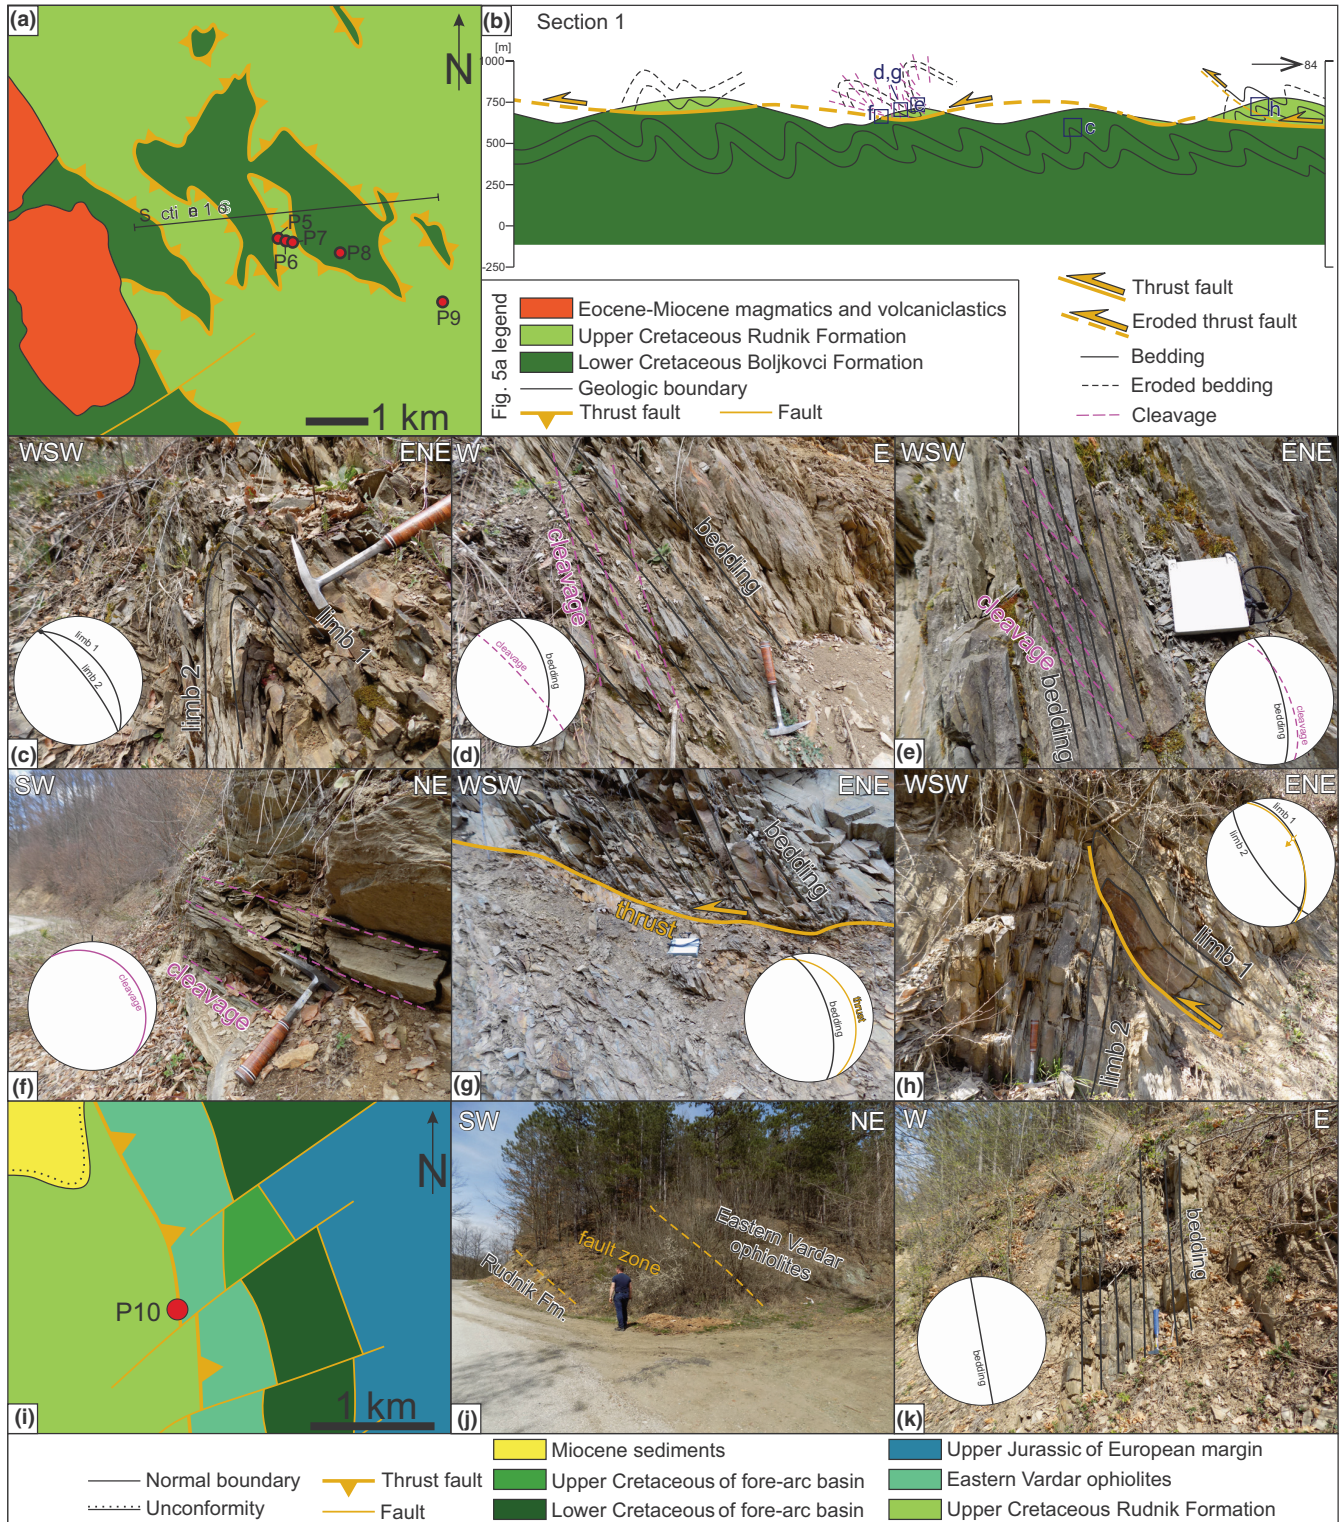 (a)
N
S cti e 1 6
P5
P7
P6
P8
P9
1 km
(b) Section 1
[m]
1000
750
500
250
0
-250
d,g
e
f
c
h
84
Fig. 5a legend
Eocene-Miocene magmatics and volcaniclastics
Upper Cretaceous Rudnik Formation
Lower Cretaceous Boljkovci Formation
Geologic boundary
Thrust fault
Fault
Thrust fault
Eroded thrust fault
Bedding
Eroded bedding
Cleavage
WSW ENE
limb 1
limb 2
limb 1
limb 2
(c)
W E
cleavage
bedding
cleavage
bedding
(d)
WSW ENE
cleavage
bedding
cleavage
bedding
(e)
SW NE
cleavage
cleavage
(f)
WSW ENE
bedding
thrust
bedding
thrust
(g)
WSW ENE
limb 1
limb 2
limb 1
limb 2
(h)
N
P10
1 km
(i)
SW NE
Rudnik Fm.
fault zone
Eastern Vardar
ophiolites
(j)
W E
bedding
bedding
(k)
Normal boundary
Unconformity
Thrust fault
Fault
Miocene sediments
Upper Cretaceous of fore-arc basin
Lower Cretaceous of fore-arc basin
Upper Jurassic of European margin
Eastern Vardar ophiolites
Upper Cretaceous Rudnik Formation